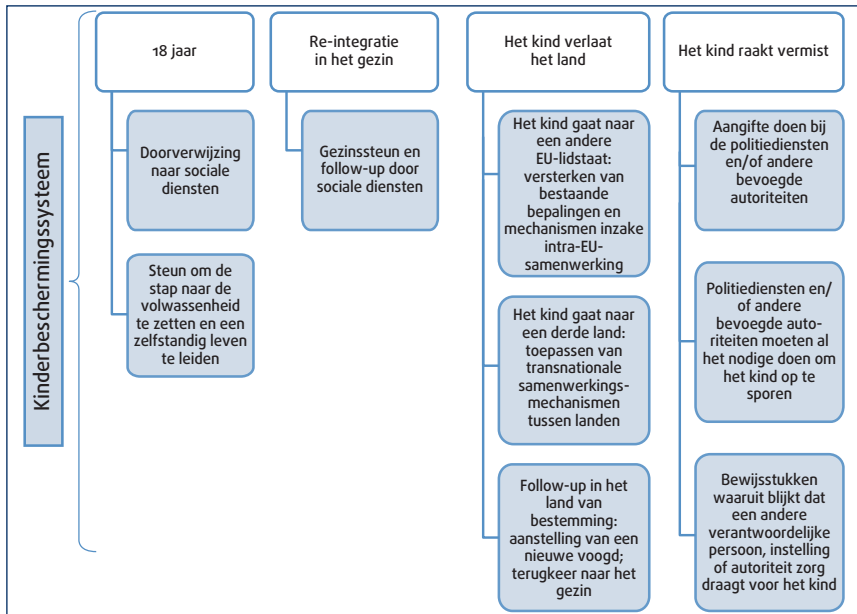 Kinderbeschermingssysteem
18 jaar
Doorverwijzing
naar sociale
diensten
Steun om de
stap naar de
volwassenheid
te zetten en een
zelfstandig leven
te leiden
Re-integratie
in het gezin
Gezinssteun en
follow-up door
sociale diensten
Het kind verlaat
het land
Het kind gaat naar
een andere
EU-lidstaat:
versterken van
bestaande
bepalingen en
mechanismen inzake
intra-EU-
samenwerking
Het kind gaat naar
een derde land:
toepassen van
transnationale
samenwerkings-
mechanismen
tussen landen
Follow-up in het
land van
bestemming:
aanstelling van een
nieuwe voogd;
terugkeer naar het
gezin
Het kind raakt vermist
Aangifte doen bij
de politiediensten
en/of andere
bevoegde
autoriteiten
Politiediensten en/
of andere
bevoegde auto-
riteiten moeten al
het nodige doen om
het kind op te
sporen
Bewijsstukken
waaruit blijkt dat
een andere
verantwoordelijke
persoon, instelling
of autoriteit zorg
draagt voor het kind